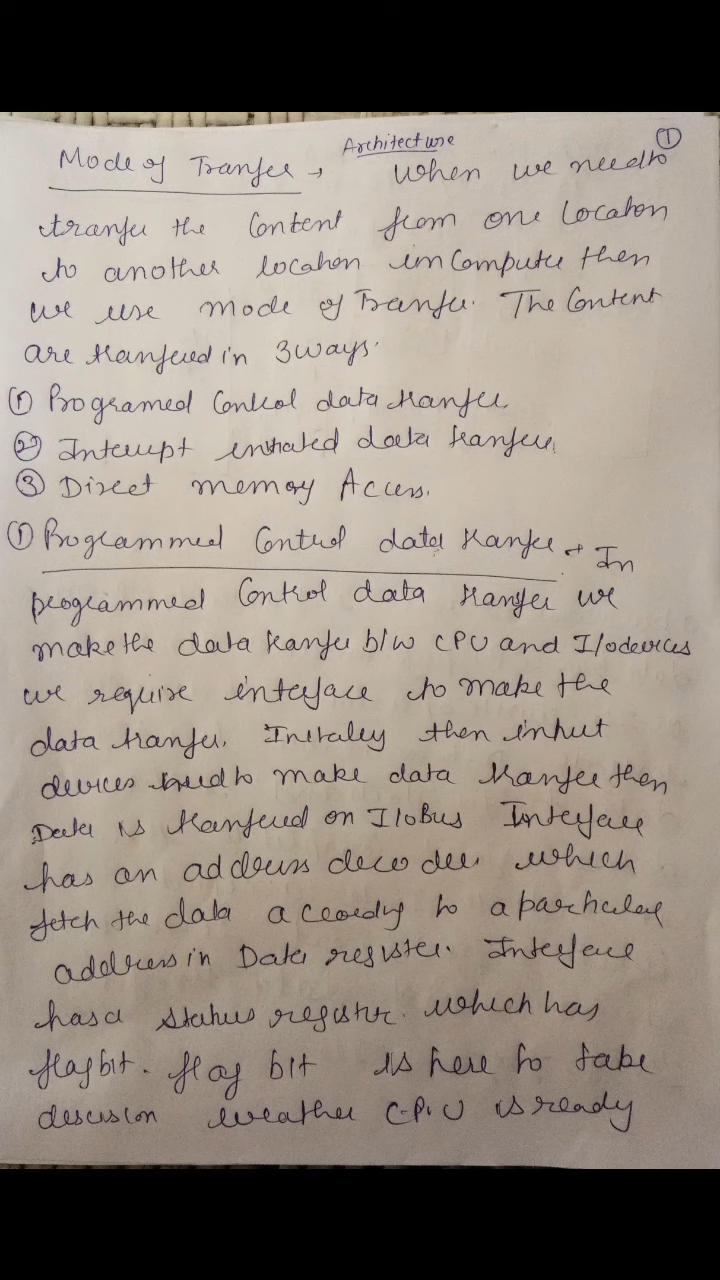 Architecture ①
Mode of Tranfer → When we need to
tranfer the Content from one location
to another location in Computer then
we use mode of Tranfer. The Content
are tranfered in 3 ways.
① Programed Control data tranfer
② Interrupt initiated data tranfer.
③ Direct memory Access.
① Programmed Control data tranfer → In
programmed Control data tranfer we
make the data tranfer b/w CPU and I/o devices
we require interface to make the
data tranfer. Initaley then input
devices need to make data tranfer then
Data is tranfered on I/o Bus Interface
has an address decoder which
fetch the data accordig to a particular
address in Data register. Interface
has a status register. which has
flag bit. flag bit is here to take
descision weather C.P.U is ready